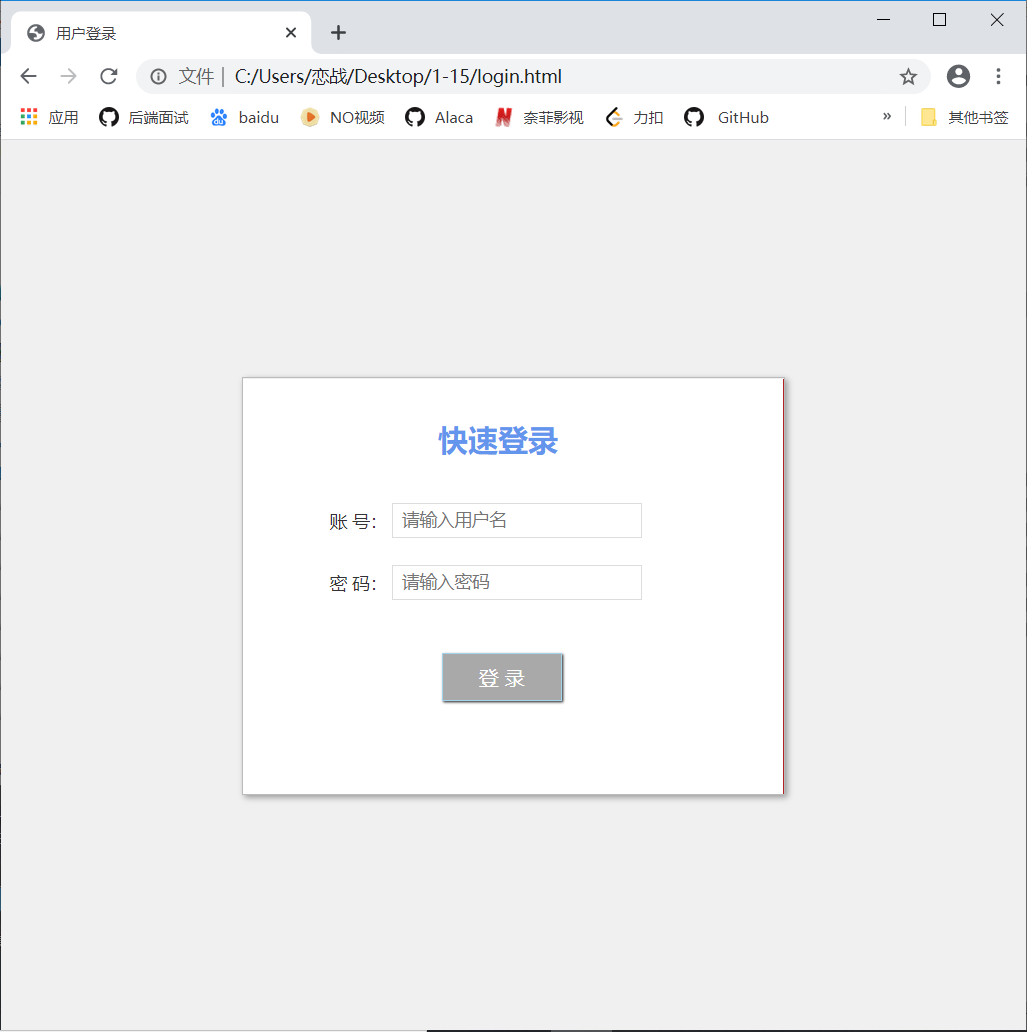 用户登录
文件 | C:/Users/恋战/Desktop/1-15/login.html
应用 后端面试 baidu NO视频 Alaca 奈菲影视 力扣 GitHub » 其他书签
快速登录
账 号： 请输入用户名
密 码： 请输入密码
登 录